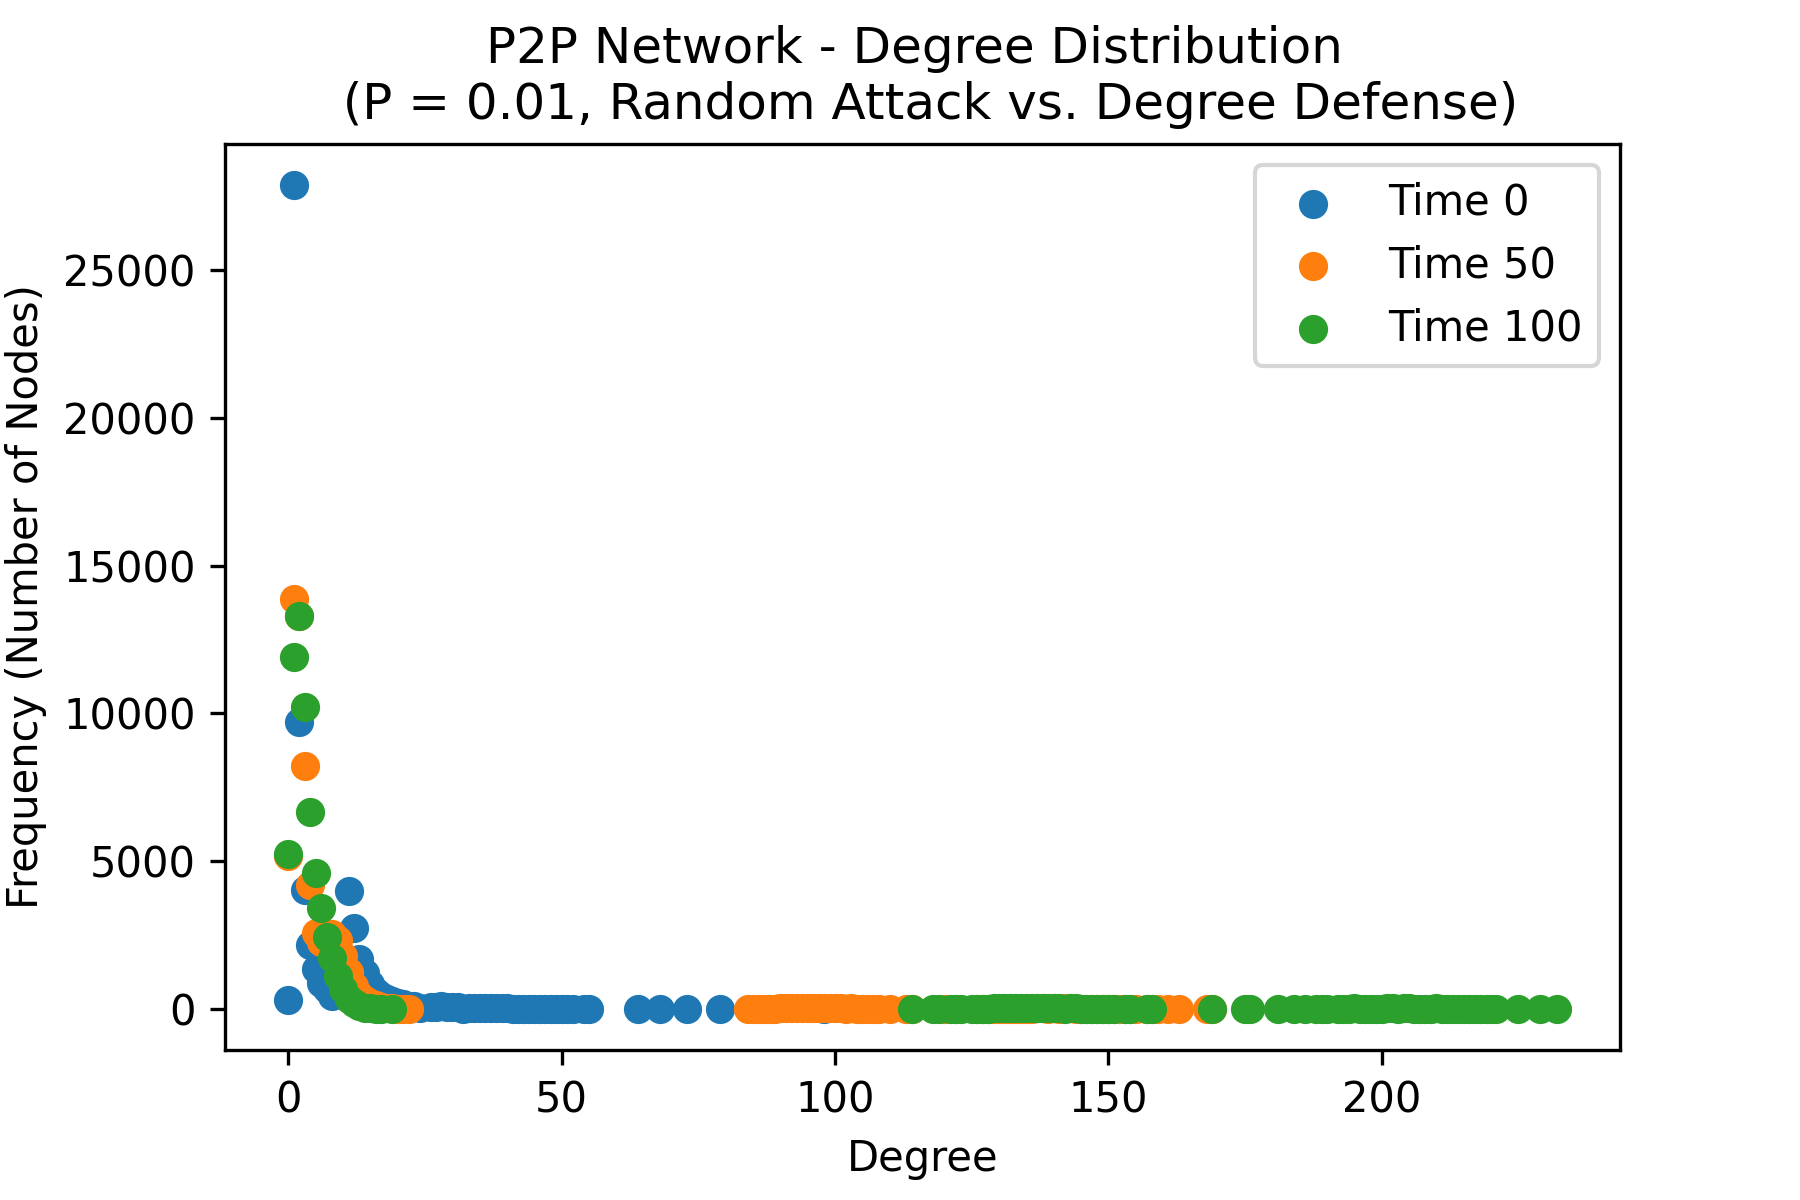 P2P Network - Degree Distribution
(P = 0.01, Random Attack vs. Degree Defense)
Time 0
Time 50
Time 100
Frequency (Number of Nodes)
25000
20000
15000
10000
5000
0
0 50 100 150 200
Degree